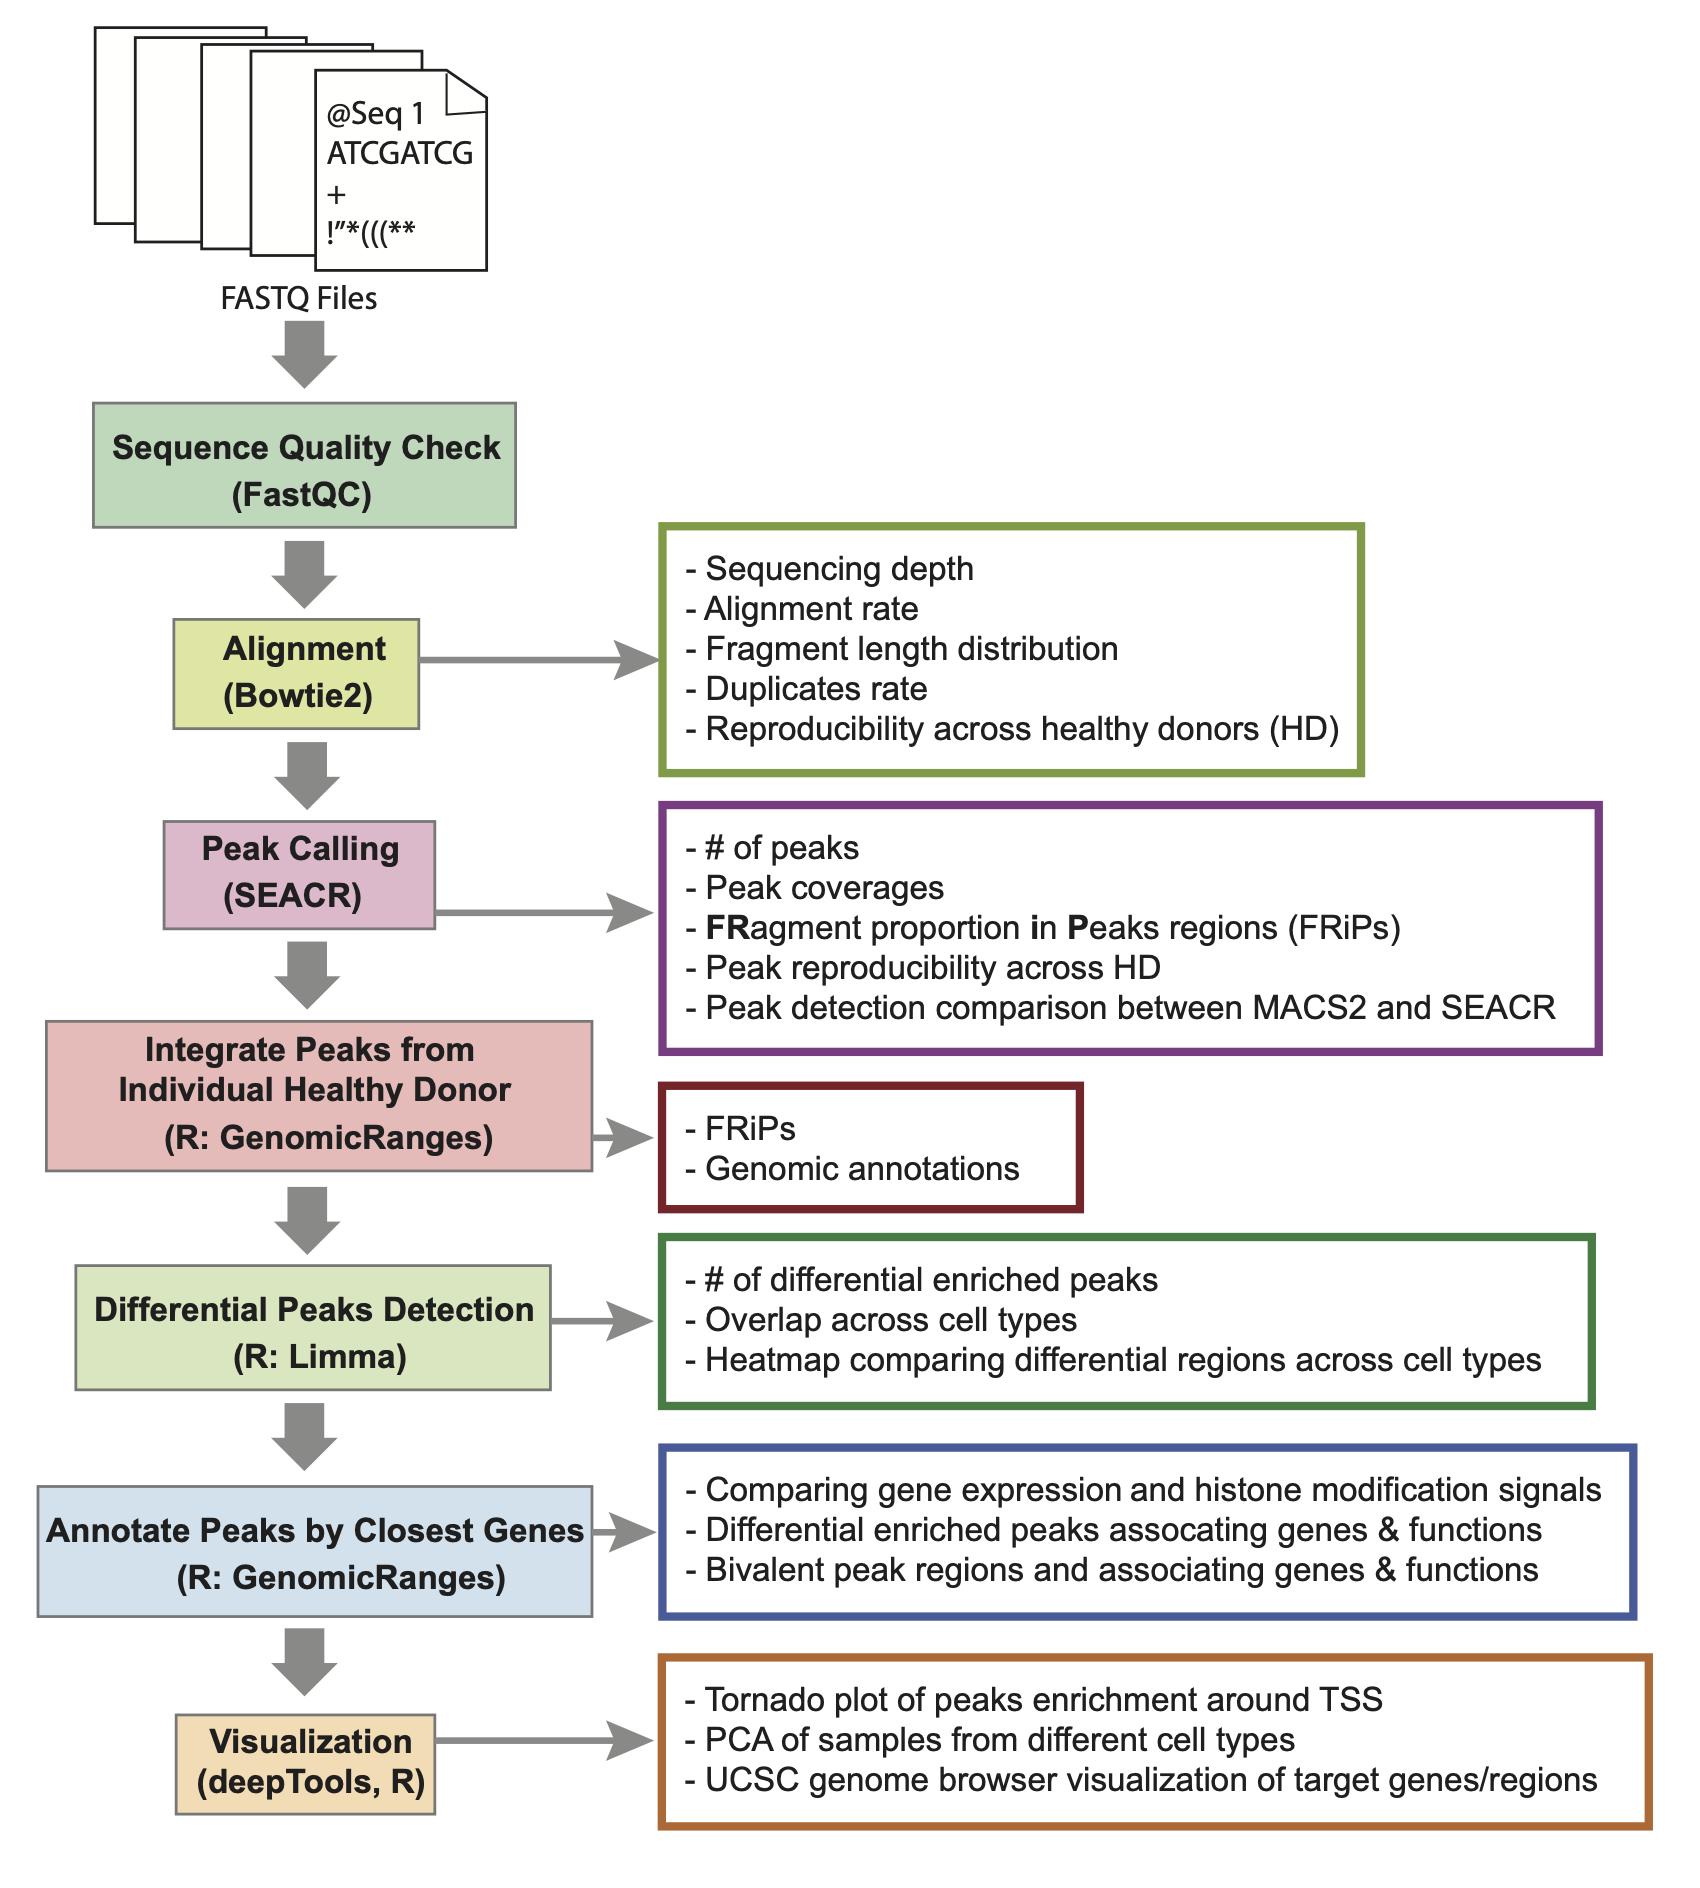 @Seq 1
ATCGATCG
+
!”*(((**
FASTQ Files
Sequence Quality Check
(FastQC)
Alignment
(Bowtie2)
- Sequencing depth
- Alignment rate
- Fragment length distribution
- Duplicates rate
- Reproducibility across healthy donors (HD)
Peak Calling
(SEACR)
- # of peaks
- Peak coverages
- FRagment proportion in Peaks regions (FRiPs)
- Peak reproducibility across HD
- Peak detection comparison between MACS2 and SEACR
Integrate Peaks from
Individual Healthy Donor
(R: GenomicRanges)
- FRiPs
- Genomic annotations
Differential Peaks Detection
(R: Limma)
- # of differential enriched peaks
- Overlap across cell types
- Heatmap comparing differential regions across cell types
Annotate Peaks by Closest Genes
(R: GenomicRanges)
- Comparing gene expression and histone modification signals
- Differential enriched peaks assocating genes & functions
- Bivalent peak regions and associating genes & functions
Visualization
(deepTools, R)
- Tornado plot of peaks enrichment around TSS
- PCA of samples from different cell types
- UCSC genome browser visualization of target genes/regions